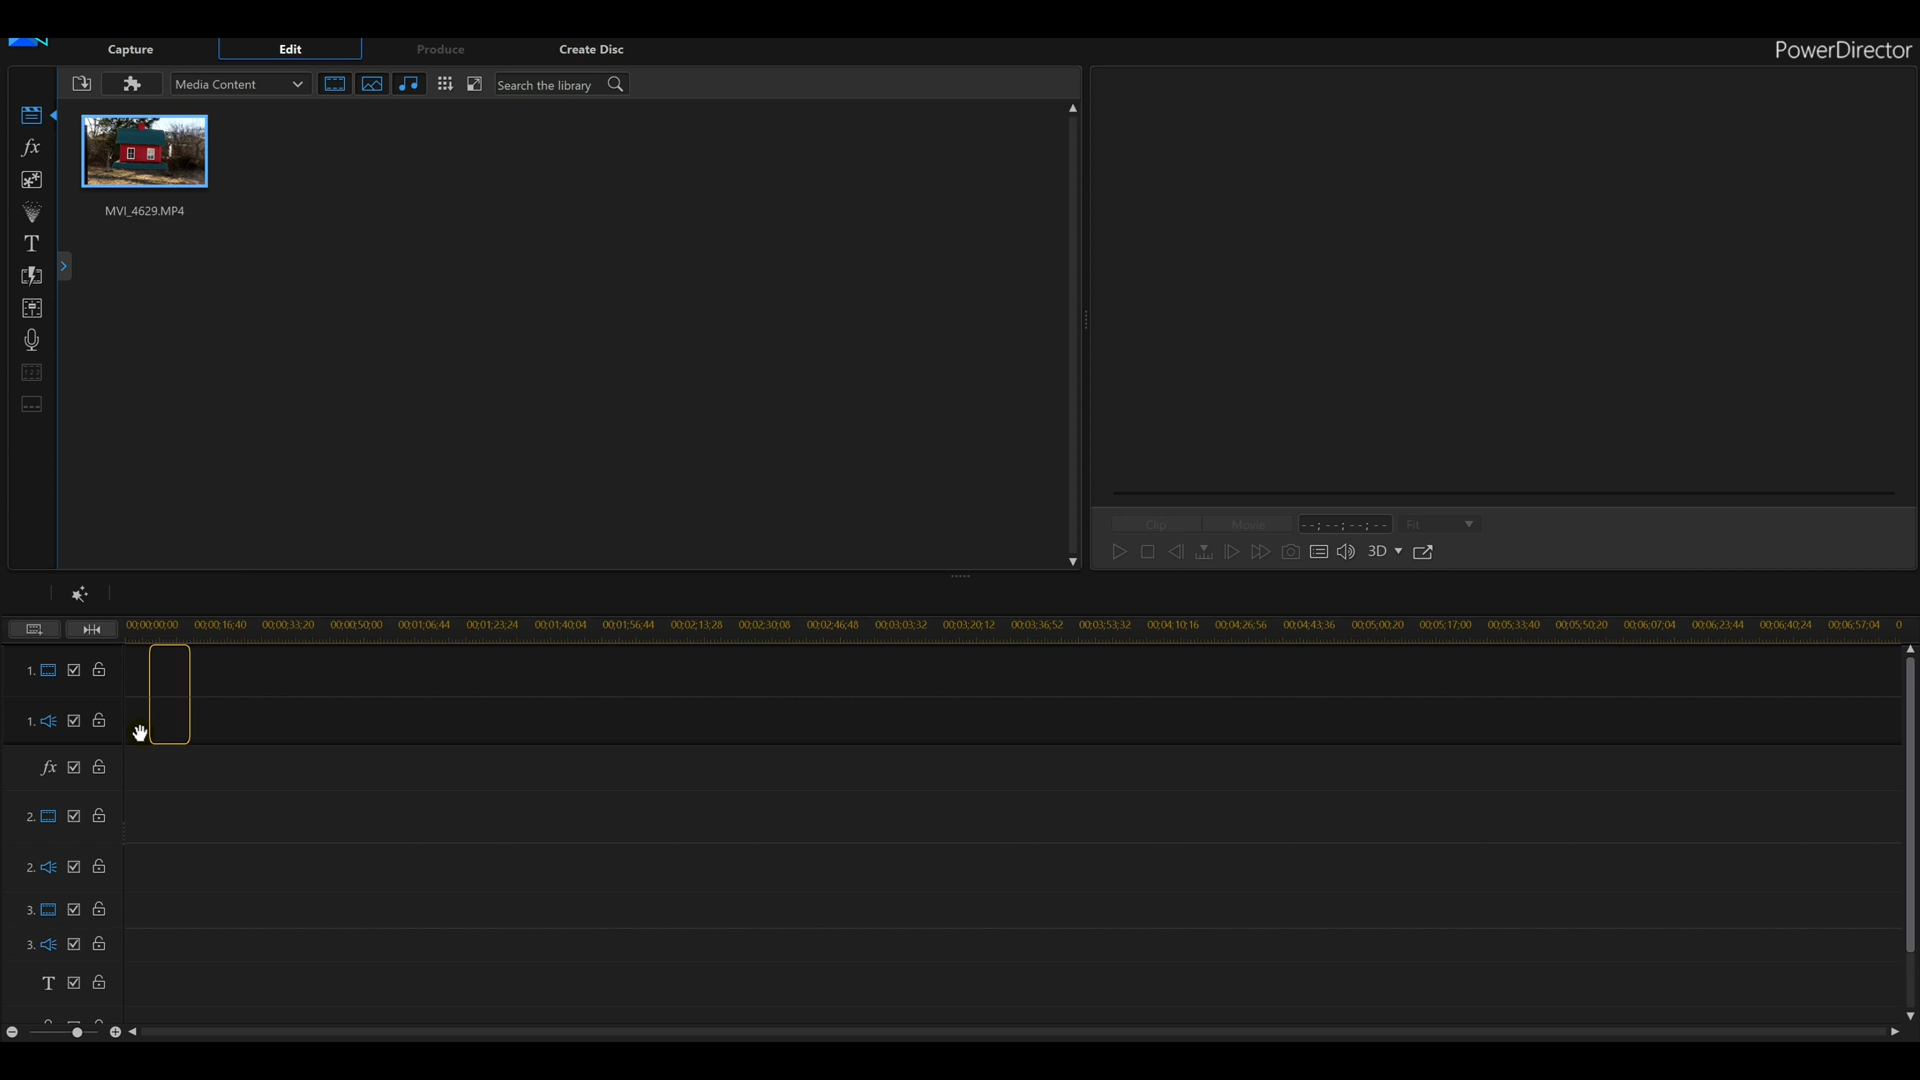 Capture
Edit
Produce
Create Disc
PowerDirector
Media Content
Search the library
fx
MVI_4629.MP4
T
Clip
Movie
--;--;--;--
Fit
3D
00;00;00;00 00;00;16;40 00;00;33;20 00;00;50;00 00;01;06;44 00;01;23;24 00;01;40;04 00;01;56;44 00;02;13;28 00;02;30;08 00;02;46;48 00;03;03;32 00;03;20;12 00;03;36;52 00;03;53;32 00;04;10;16 00;04;26;56 00;04;43;36 00;05;00;20 00;05;17;00 00;05;33;40 00;05;50;20 00;06;07;04 00;06;23;44 00;06;40;24 00;06;57;04 0
1.
1.
fx
2.
2.
3.
3.
T